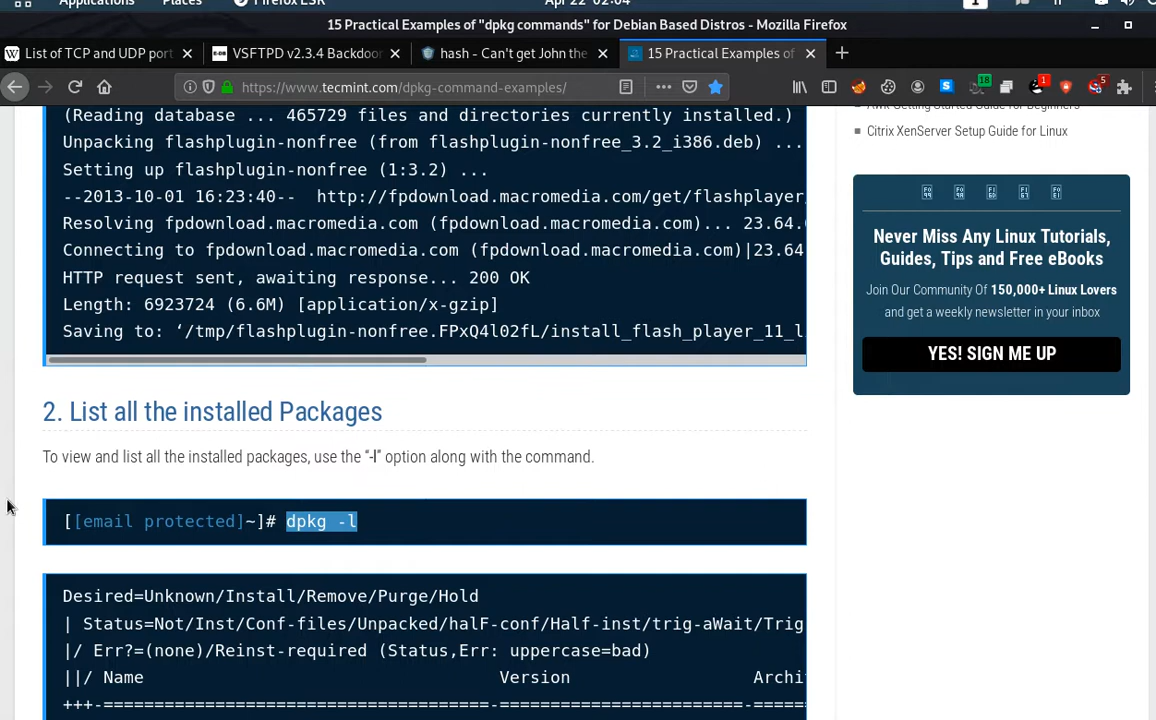 Applications Places Firefox ESR Apr 22 02:04 1
15 Practical Examples of "dpkg commands" for Debian Based Distros - Mozilla Firefox
W List of TCP and UDP port
VSFTPD v2.3.4 Backdoor
hash - Can't get John the
15 Practical Examples of
https://www.tecmint.com/dpkg-command-examples/
18 1 5
(Reading database ... 465729 files and directories currently installed.)
Unpacking flashplugin-nonfree (from flashplugin-nonfree_3.2_i386.deb) ...
Setting up flashplugin-nonfree (1:3.2) ...
--2013-10-01 16:23:40-- http://fpdownload.macromedia.com/get/flashplayer
Resolving fpdownload.macromedia.com (fpdownload.macromedia.com)... 23.64.
Connecting to fpdownload.macromedia.com (fpdownload.macromedia.com)|23.64
HTTP request sent, awaiting response... 200 OK
Length: 6923724 (6.6M) [application/x-gzip]
Saving to: ‘/tmp/flashplugin-nonfree.FPxQ4l02fL/install_flash_player_11_l
2. List all the installed Packages
To view and list all the installed packages, use the “-l” option along with the command.
[[email protected]~]# dpkg -l
Desired=Unknown/Install/Remove/Purge/Hold
| Status=Not/Inst/Conf-files/Unpacked/halF-conf/Half-inst/trig-aWait/Trig
|/ Err?=(none)/Reinst-required (Status,Err: uppercase=bad)
||/ Name Version Archi
+++-======================================-========================-=====
Awk Getting Started Guide for Beginners
Citrix XenServer Setup Guide for Linux
Never Miss Any Linux Tutorials,
Guides, Tips and Free eBooks
Join Our Community Of 150,000+ Linux Lovers
and get a weekly newsletter in your inbox
YES! SIGN ME UP